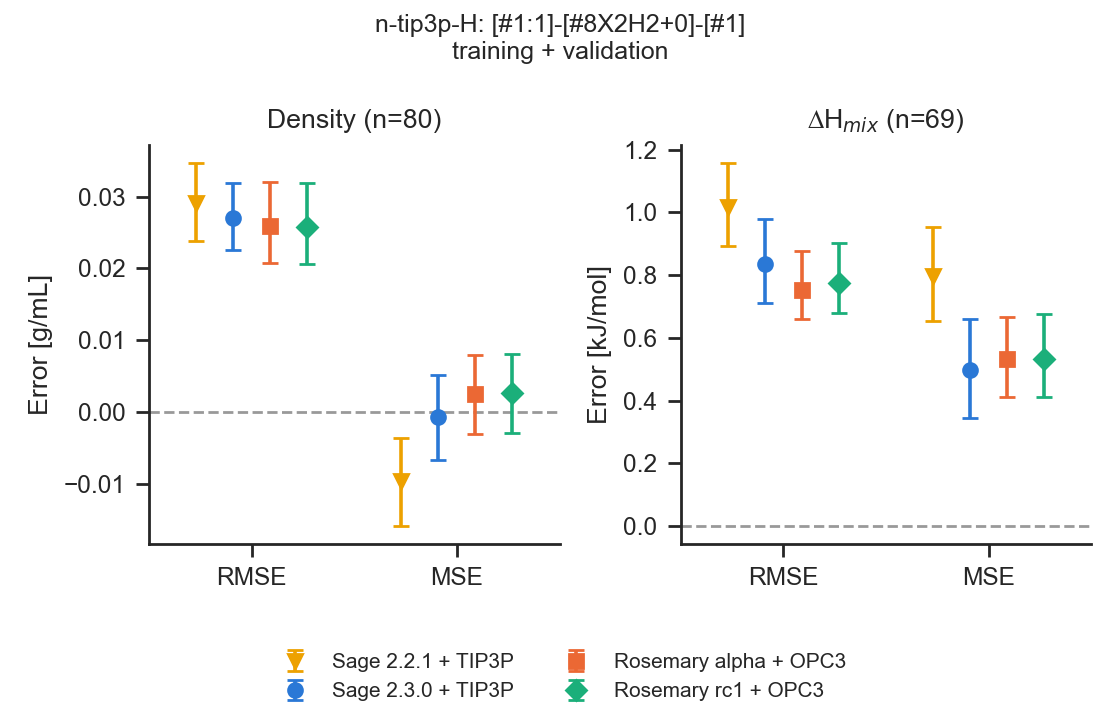 n-tip3p-H: [#1:1]-[#8X2H2+0]-[#1]
training + validation
Density (n=80)
ΔH_mix (n=69)
Error [g/mL]
0.03
0.02
0.01
0.00
−0.01
RMSE
MSE
Error [kJ/mol]
1.2
1.0
0.8
0.6
0.4
0.2
0.0
RMSE
MSE
Sage 2.2.1 + TIP3P
Sage 2.3.0 + TIP3P
Rosemary alpha + OPC3
Rosemary rc1 + OPC3